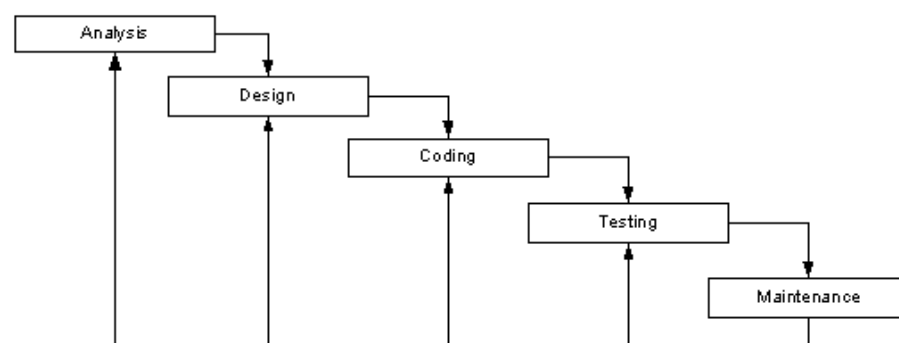 Analysis
Design
Coding
Testing
Maintenance